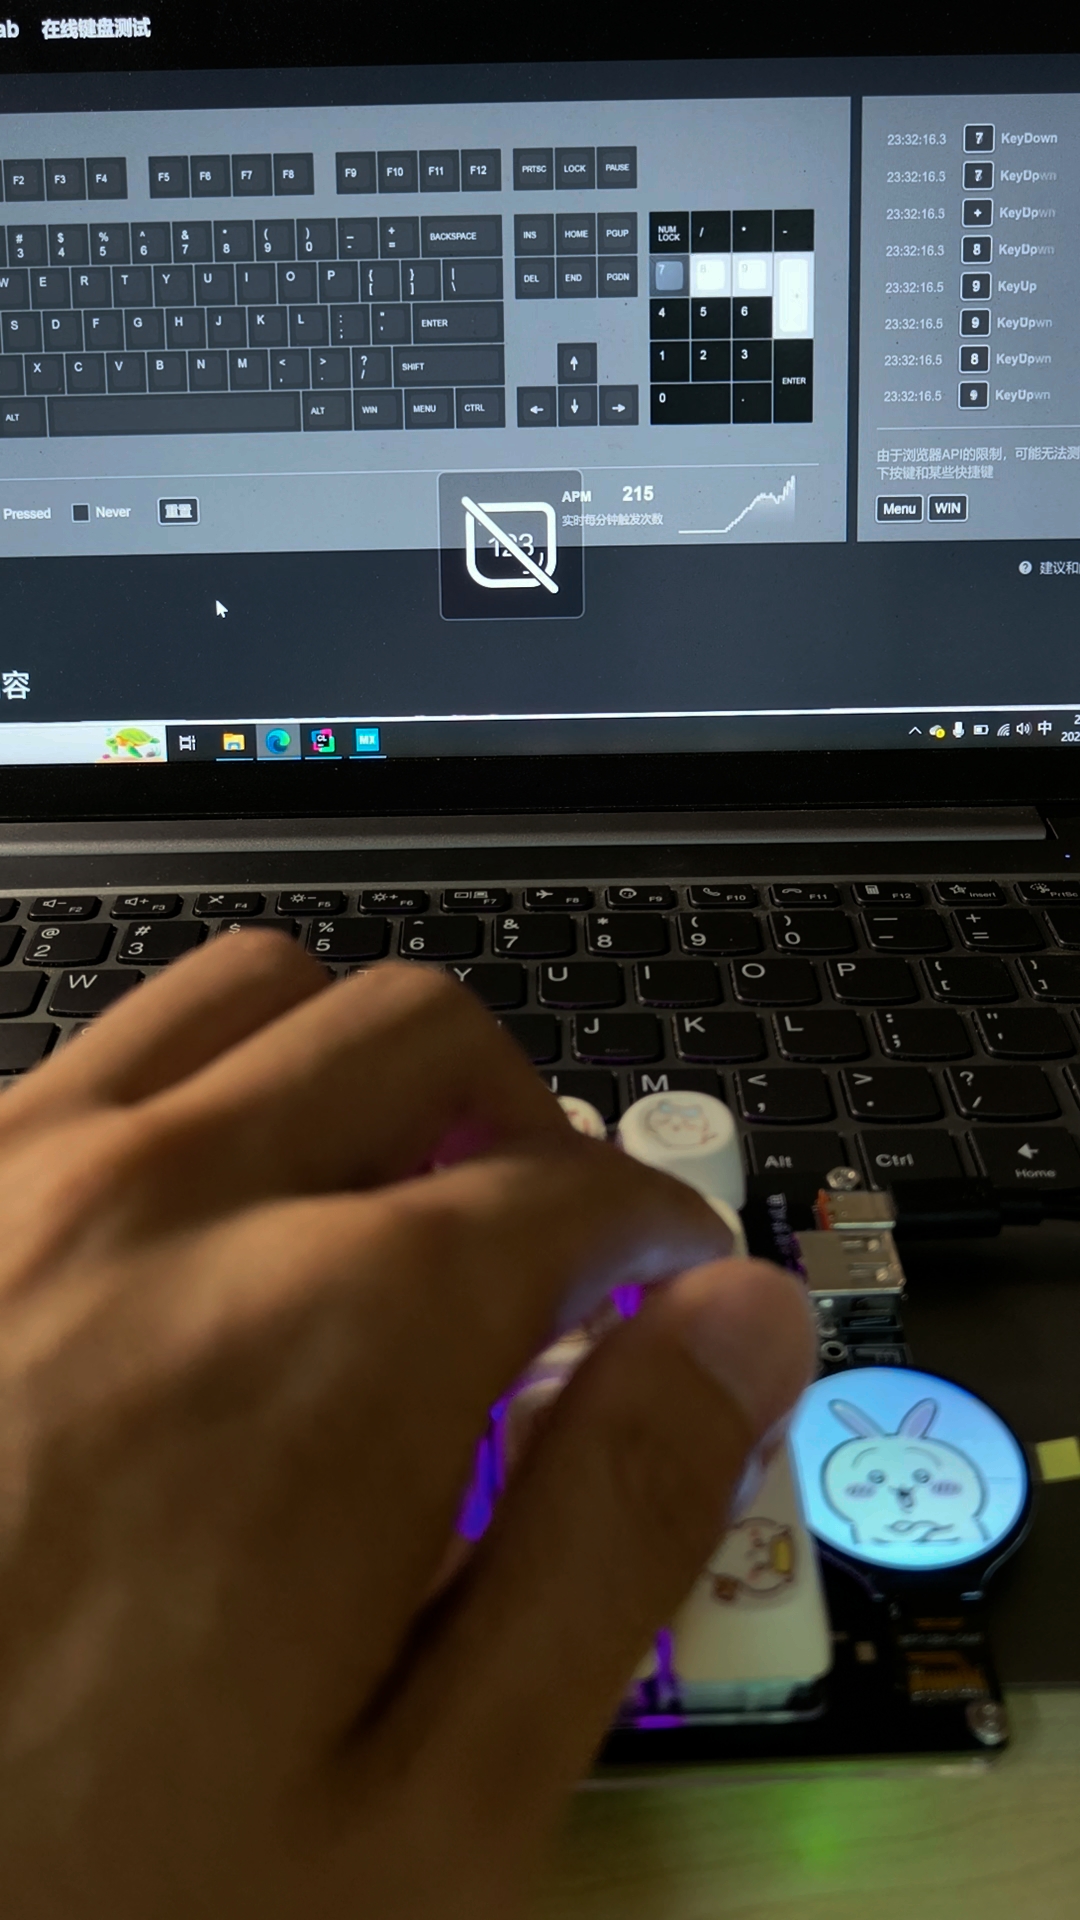 ab 在线键盘测试
F2 F3 F4 F5 F6 F7 F8 F9 F10 F11 F12 PRTSC LOCK PAUSE
# 3 $ 4 % 5 ^ 6 & 7 * 8 ( 9 ) 0 _ - + = BACKSPACE INS HOME PGUP NUM LOCK / * -
W E R T Y U I O P { [ } ] | \ DEL END PGDN 7 8 9 +
S D F G H J K L : ; " ' ENTER 4 5 6
X C V B N M < , > . ? / SHIFT 1 2 3 ENTER
ALT ALT WIN MENU CTRL 0 .
23:32:16.3 7 KeyDown
23:32:16.3 7
23:32:16.3 +
23:32:16.3 8
23:32:16.5 9 KeyUp
23:32:16.5 9
23:32:16.5 8
23:32:16.5 9
由于浏览器API的限制，可能无法测
下按键和某些快捷键
Menu WIN
Pressed Never 重置
APM 215
实时每分钟触发次数
123
建议和
容
CL MX 中 2
202
F2 F3 F4 F5 F6 F7 F8 F9 F10 F11 F12 Insert PrtSc
@ 2 # 3 $ % 5 ^ 6 & 7 * 8 ( 9 ) 0 — - + =
W Y U I O P { [ } ]
J K L : ; " '
M < , > . ? /
Alt Ctrl Home